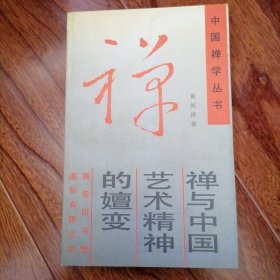 中国禅学丛书
禅
黄河涛著
禅与中国
艺术精神
的嬗变
商务印书馆
国际有限公司